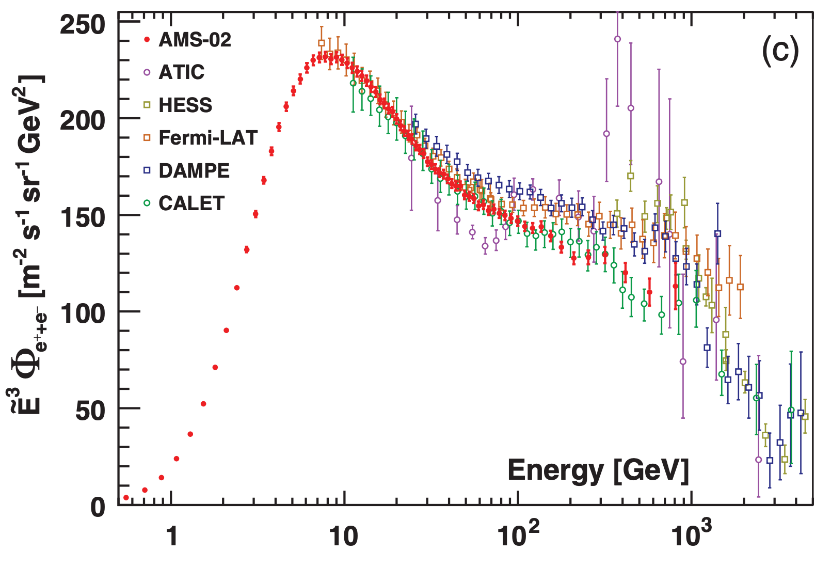 (c)
AMS-02
ATIC
HESS
Fermi-LAT
DAMPE
CALET
Ẽ³ Φ_{e⁺+e⁻} [m⁻² s⁻¹ sr⁻¹ GeV²]
250
200
150
100
50
0
Energy [GeV]
1 10 10² 10³